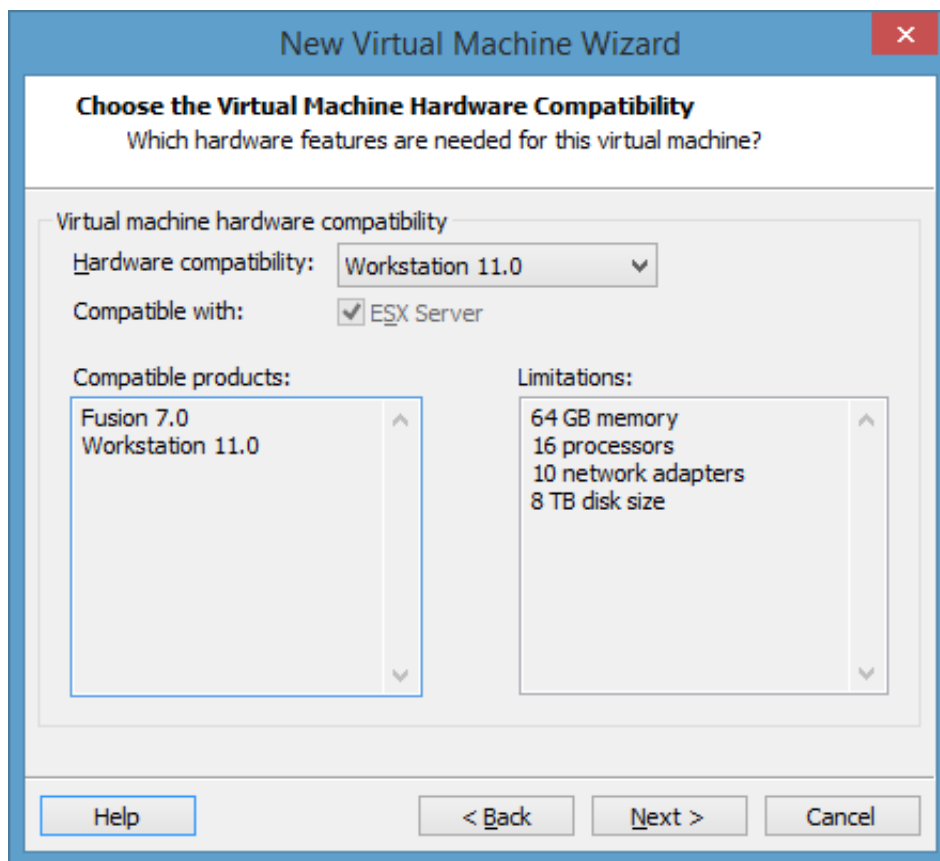 New Virtual Machine Wizard
Choose the Virtual Machine Hardware Compatibility
Which hardware features are needed for this virtual machine?
Virtual machine hardware compatibility
Hardware compatibility: Workstation 11.0
Compatible with: ESX Server
Compatible products:
Fusion 7.0
Workstation 11.0
Limitations:
64 GB memory
16 processors
10 network adapters
8 TB disk size
Help < Back Next > Cancel